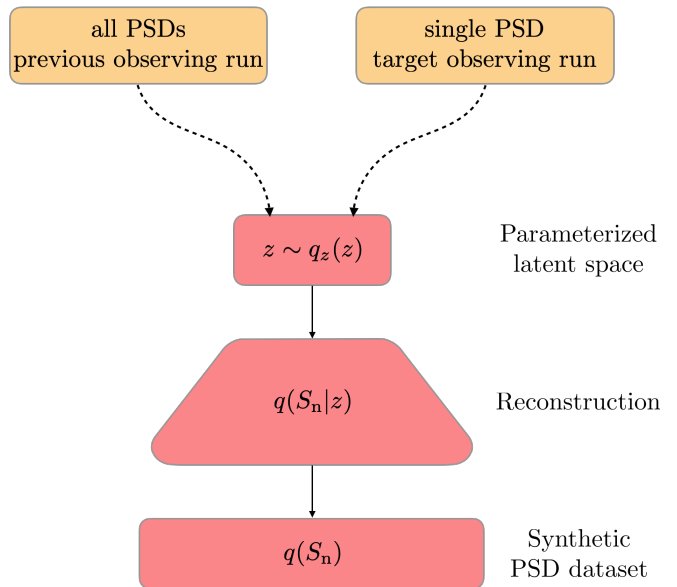 all PSDs
previous observing run
single PSD
target observing run
z ∼ q_z(z)
Parameterized
latent space
q(S_n|z)
Reconstruction
q(S_n)
Synthetic
PSD dataset